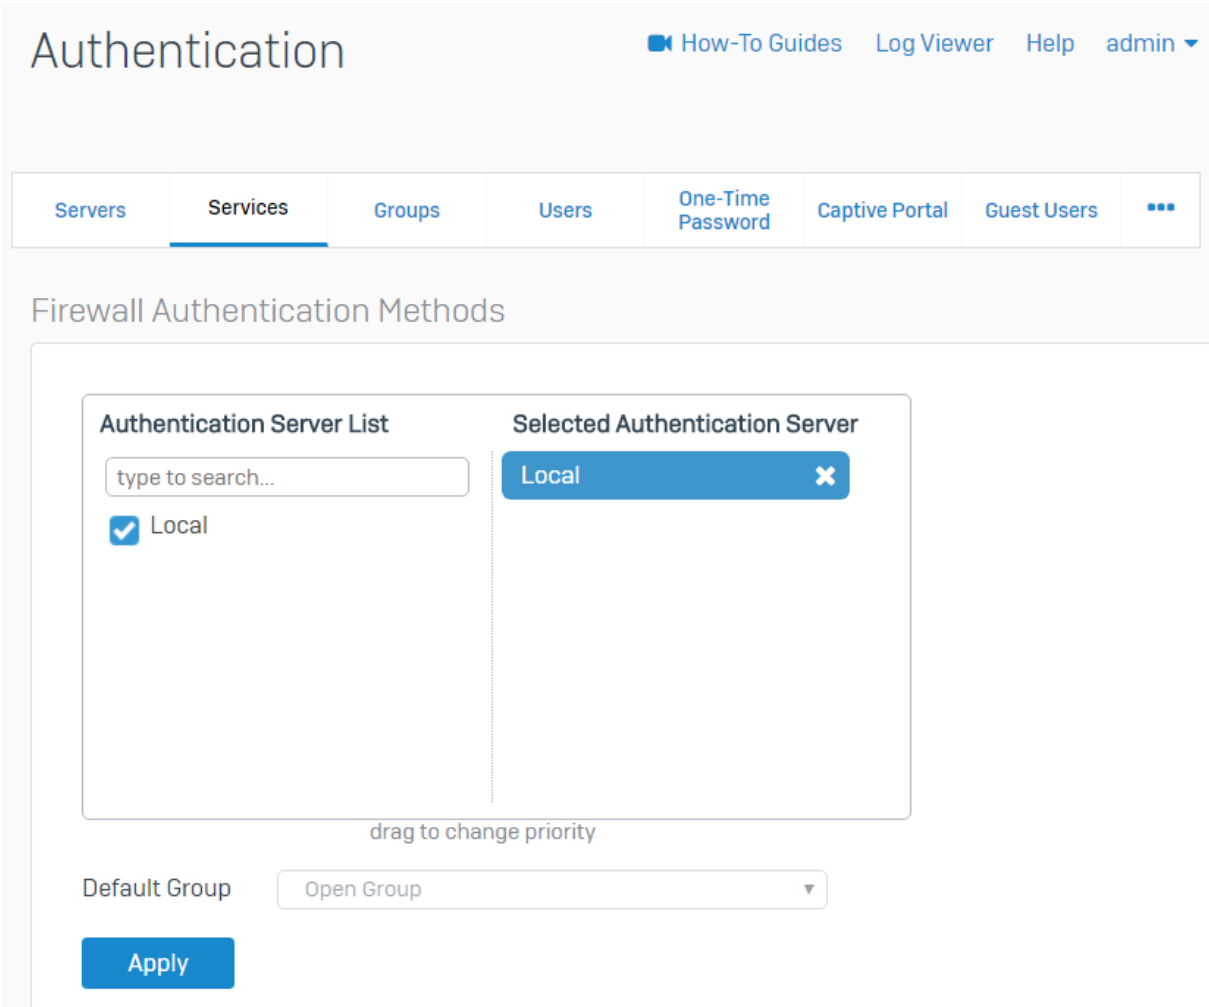 Authentication
How-To Guides Log Viewer Help admin
Servers Services Groups Users One-Time Password Captive Portal Guest Users
Firewall Authentication Methods
Authentication Server List Selected Authentication Server
type to search... Local
Local
drag to change priority
Default Group Open Group
Apply